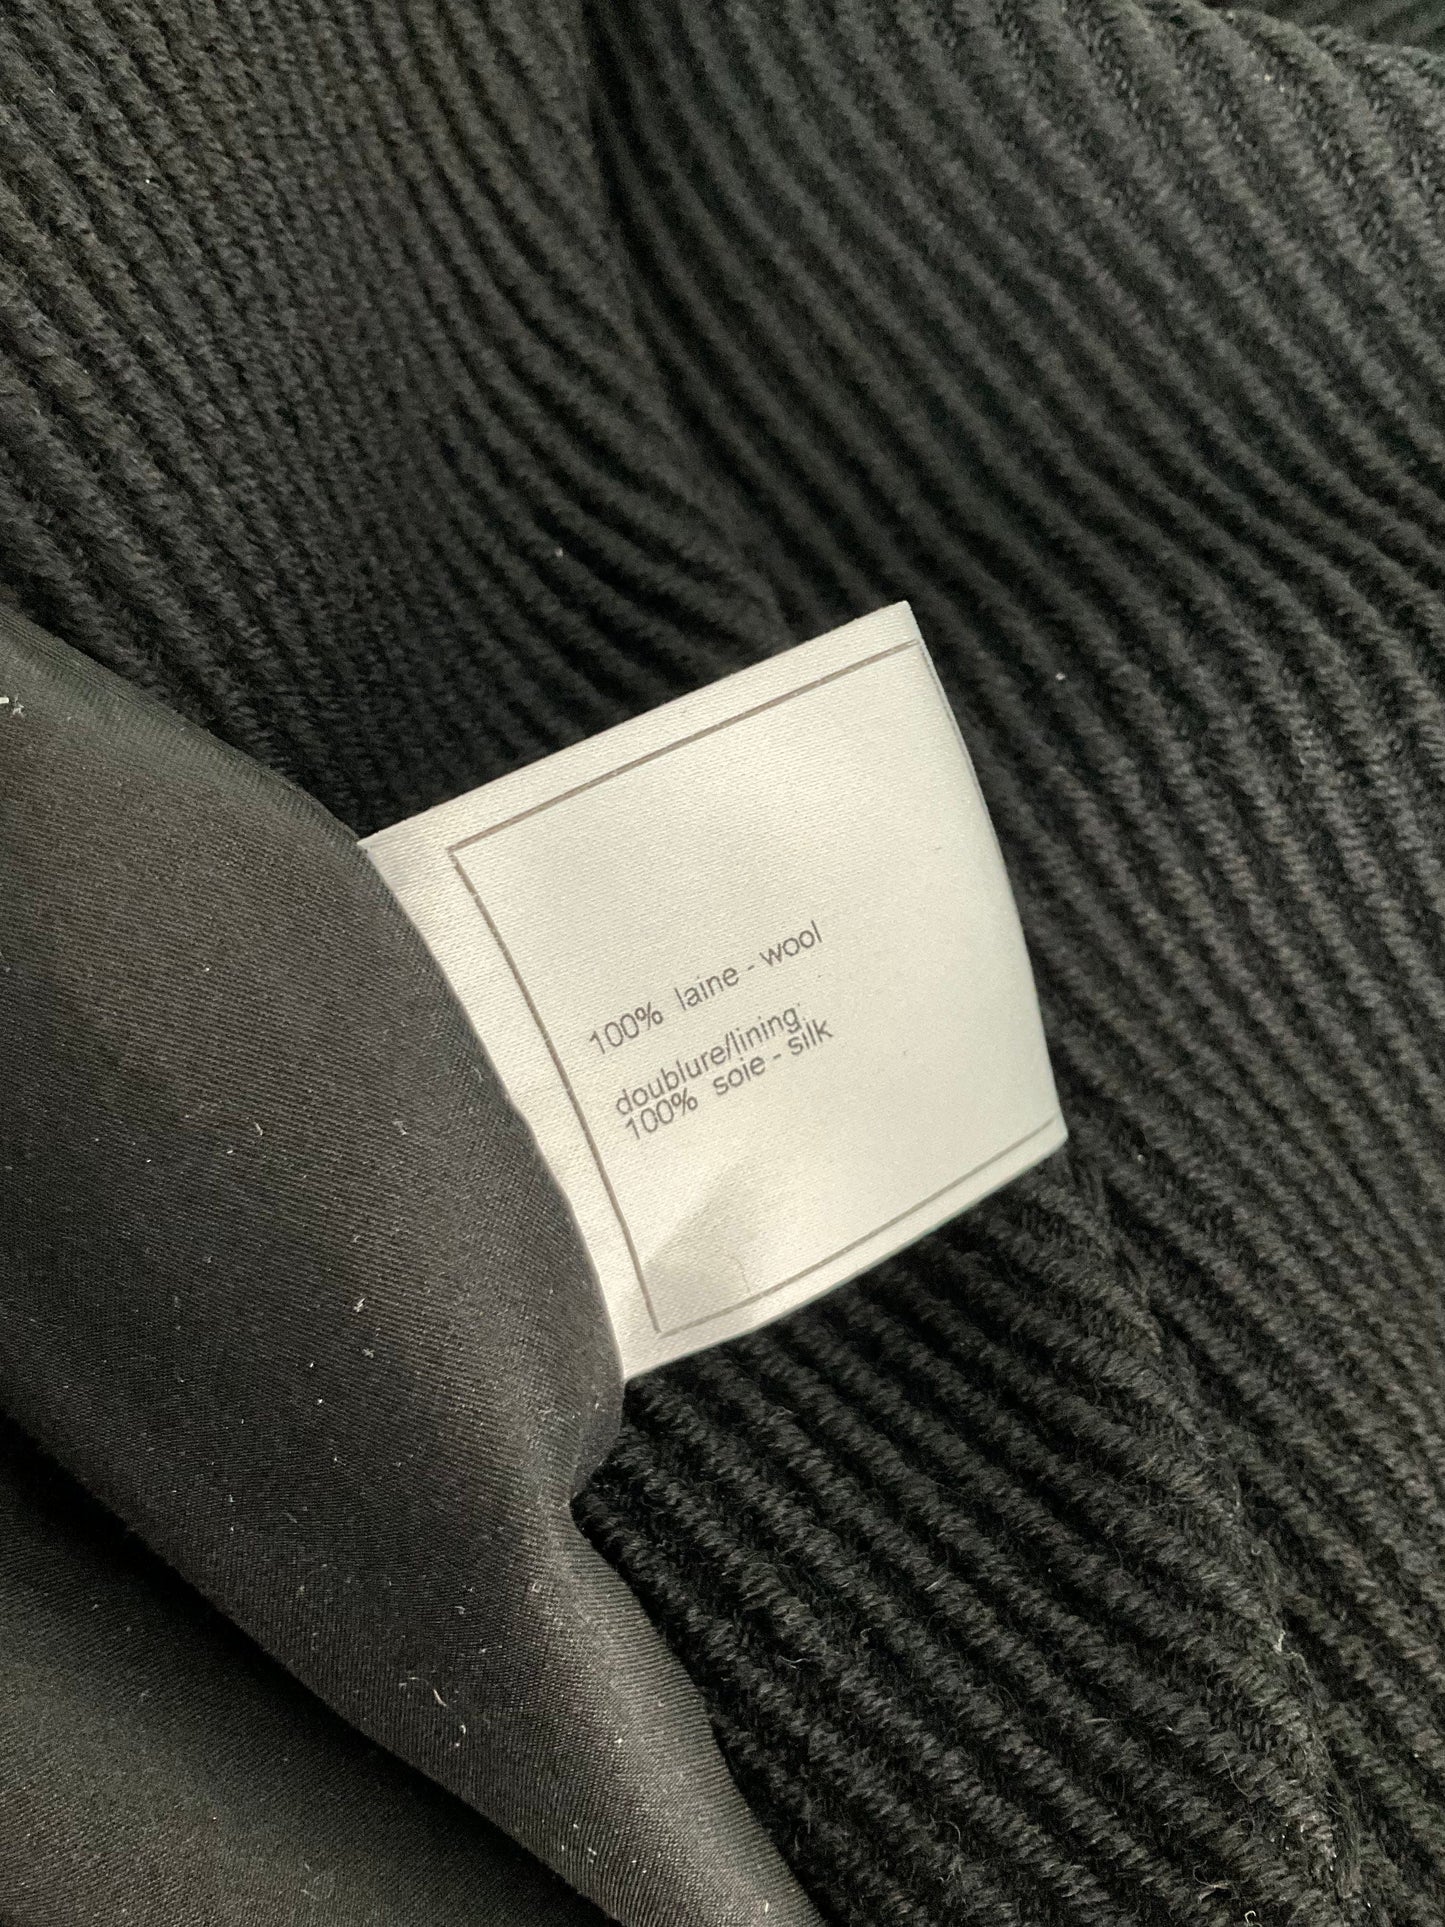 100% laine - wool
doublure/lining
100% soie - silk